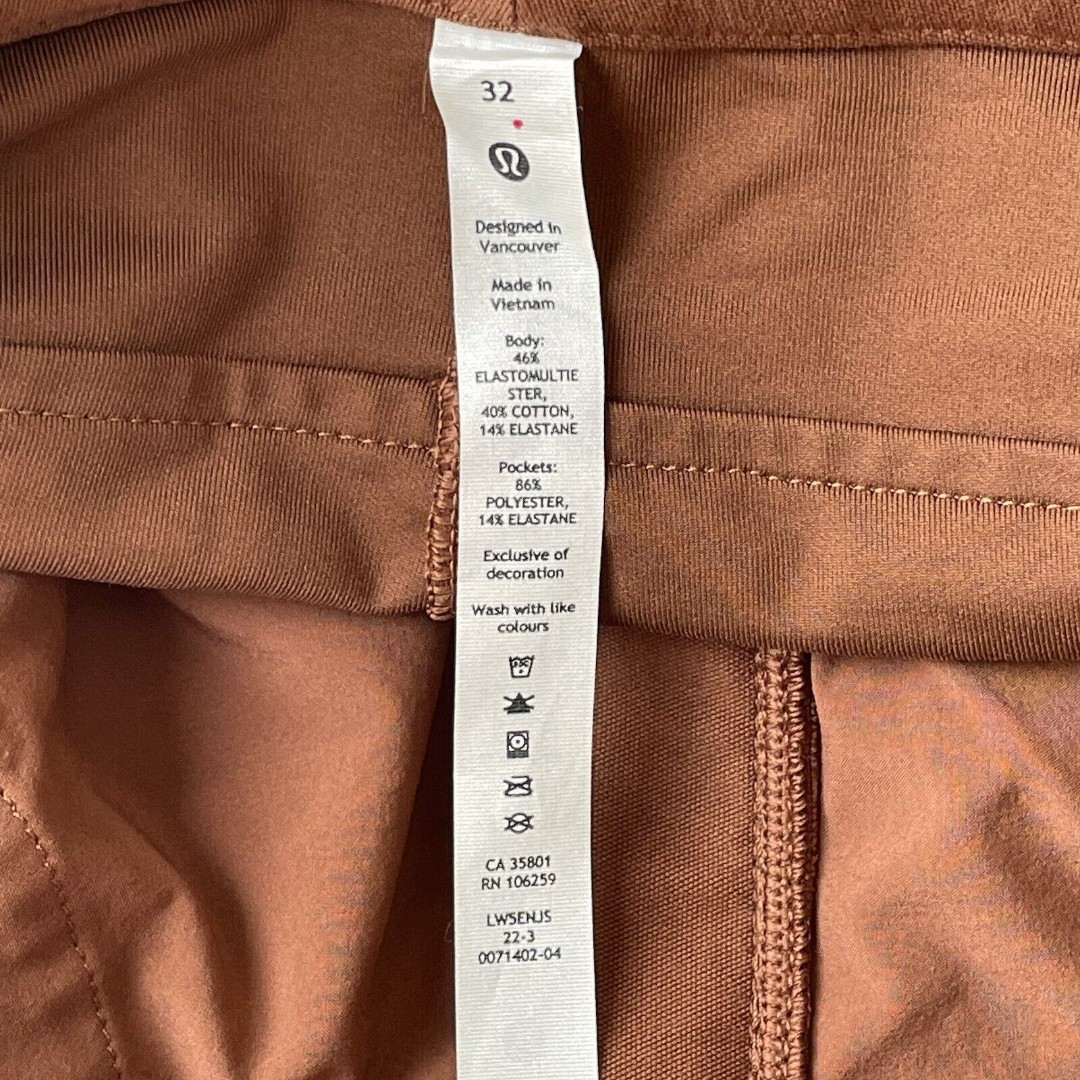 32
Designed in
Vancouver
Made in
Vietnam
Body:
46%
ELASTOMULTIE
STER,
40% COTTON,
14% ELASTANE
Pockets:
86%
POLYESTER,
14% ELASTANE
Exclusive of
decoration
Wash with like
colours
CA 35801
RN 106259
LW5ENJS
22-3
0071402-04